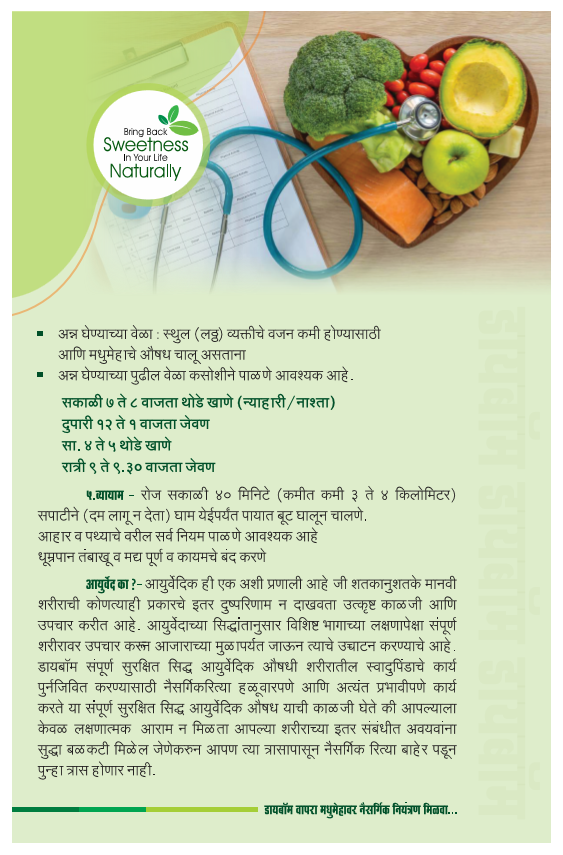 Bring Back
Sweetness
In Your Life
Naturally
अन्न घेण्याच्या वेळा : स्थुल (लठ्ठ) व्यक्तीचे वजन कमी होण्यासाठी
आणि मधुमेहाचे औषध चालू असताना
अन्न घेण्याच्या पुढील वेळा कसोशीने पाळणे आवश्यक आहे.
सकाळी ७ ते ८ वाजता थोडे खाणे (न्याहारी/नाश्ता)
दुपारी १२ ते १ वाजता जेवण
सा. ४ ते ५ थोडे खाणे
रात्री ९ ते ९.३० वाजता जेवण
५.व्यायाम - रोज सकाळी ४० मिनिटे (कमीत कमी ३ ते ४ किलोमिटर)
सपाटीने (दम लागू न देता) घाम येईपर्यंत पायात बूट घालून चालणे.
आहार व पथ्याचे वरील सर्व नियम पाळणे आवश्यक आहे
धूम्रपान तंबाखू व मद्य पूर्ण व कायमचे बंद करणे
आयुर्वेद का ?- आयुर्वेदिक ही एक अशी प्रणाली आहे जी शतकानुशतके मानवी
शरीराची कोणत्याही प्रकारचे इतर दुष्परिणाम न दाखवता उत्कृष्ट काळजी आणि
उपचार करीत आहे. आयुर्वेदाच्या सिद्धांतानुसार विशिष्ट भागाच्या लक्षणापेक्षा संपूर्ण
शरीरावर उपचार करून आजाराच्या मुळापर्यंत जाऊन त्याचे उच्चाटन करण्याचे आहे.
डायबॉम संपूर्ण सुरक्षित सिद्ध आयुर्वेदिक औषधी शरीरातील स्वादुपिंडाचे कार्य
पुर्नजिवित करण्यासाठी नैसर्गिकरित्या हळूवारपणे आणि अत्यंत प्रभावीपणे कार्य
करते या संपूर्ण सुरक्षित सिद्ध आयुर्वेदिक औषध याची काळजी घेते की आपल्याला
केवळ लक्षणात्मक आराम न मिळता आपल्या शरीराच्या इतर संबंधीत अवयवांना
सुद्धा बळकटी मिळेल जेणेकरुन आपण त्या त्रासापासून नैसर्गिक रित्या बाहेर पडून
पुन्हा त्रास होणार नाही.
डायबॉम वापरा मधुमेहावर नैसर्गिक नियंत्रण मिळवा...
डायबॉम डायबॉम डायबॉम